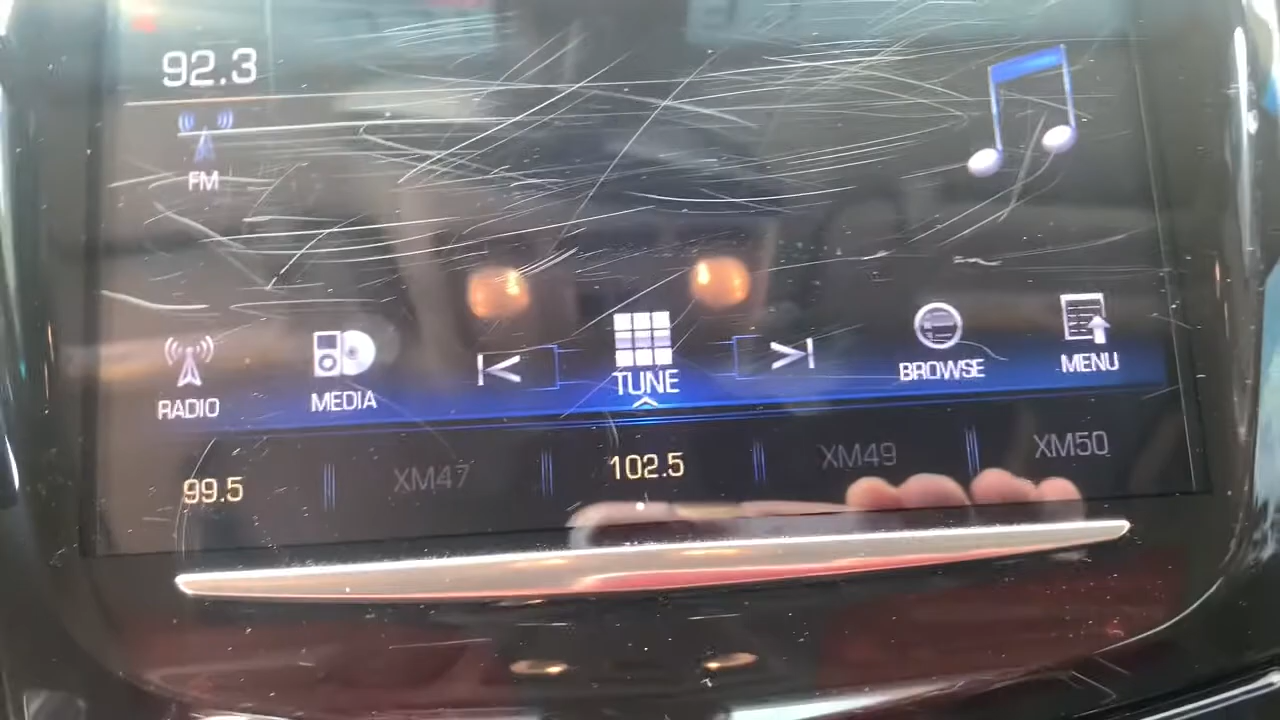 92.3
FM
RADIO
MEDIA
TUNE
BROWSE
MENU
99.5
XM47
102.5
XM49
XM50